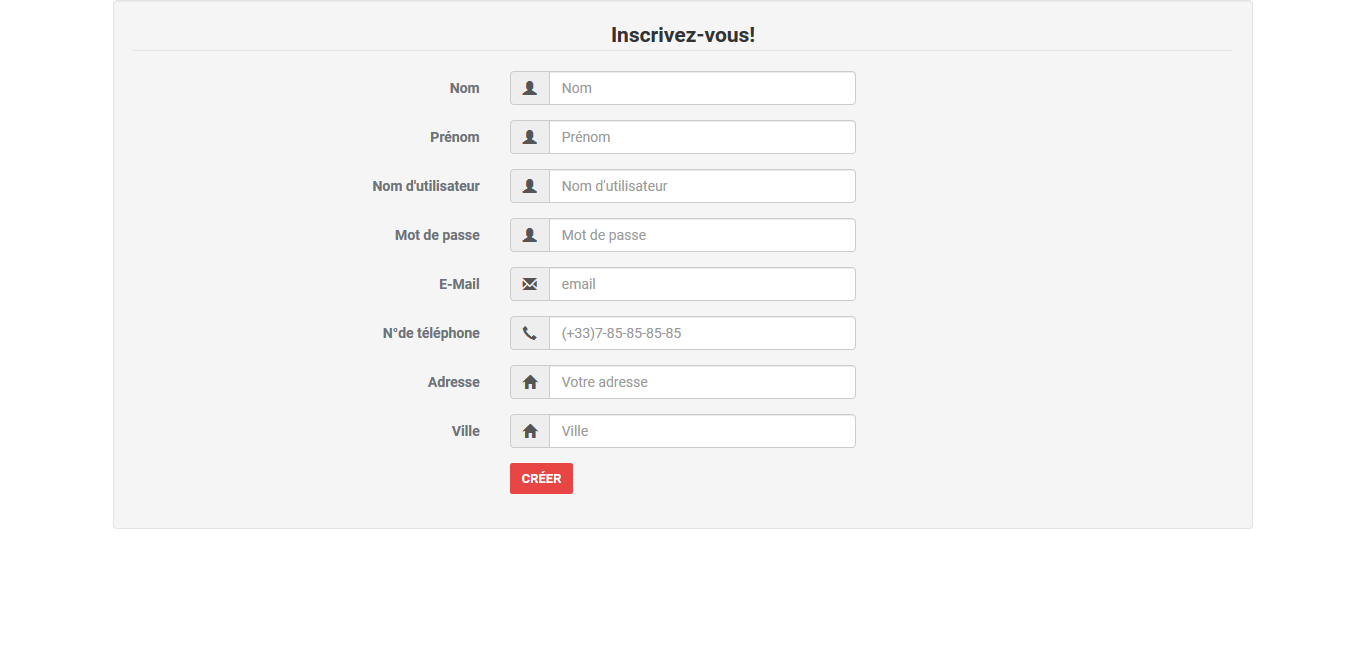 Inscrivez-vous!
Nom Nom
Prénom Prénom
Nom d'utilisateur Nom d'utilisateur
Mot de passe Mot de passe
E-Mail email
N°de téléphone (+33)7-85-85-85-85
Adresse Votre adresse
Ville Ville
CRÉER